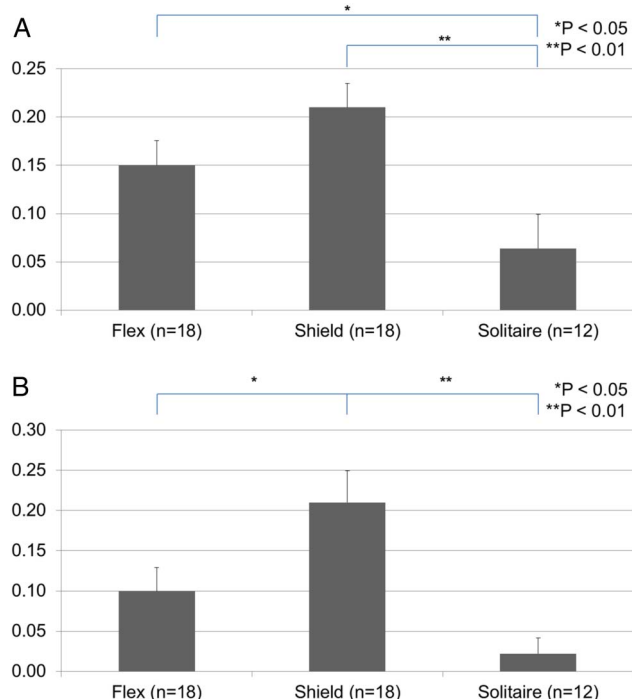 A
*
*P < 0.05
**
**P < 0.01
0.25
0.20
0.15
0.10
0.05
0.00
Flex (n=18) Shield (n=18) Solitaire (n=12)
B
* **
*P < 0.05
**P < 0.01
0.30
0.25
0.20
0.15
0.10
0.05
0.00
Flex (n=18) Shield (n=18) Solitaire (n=12)